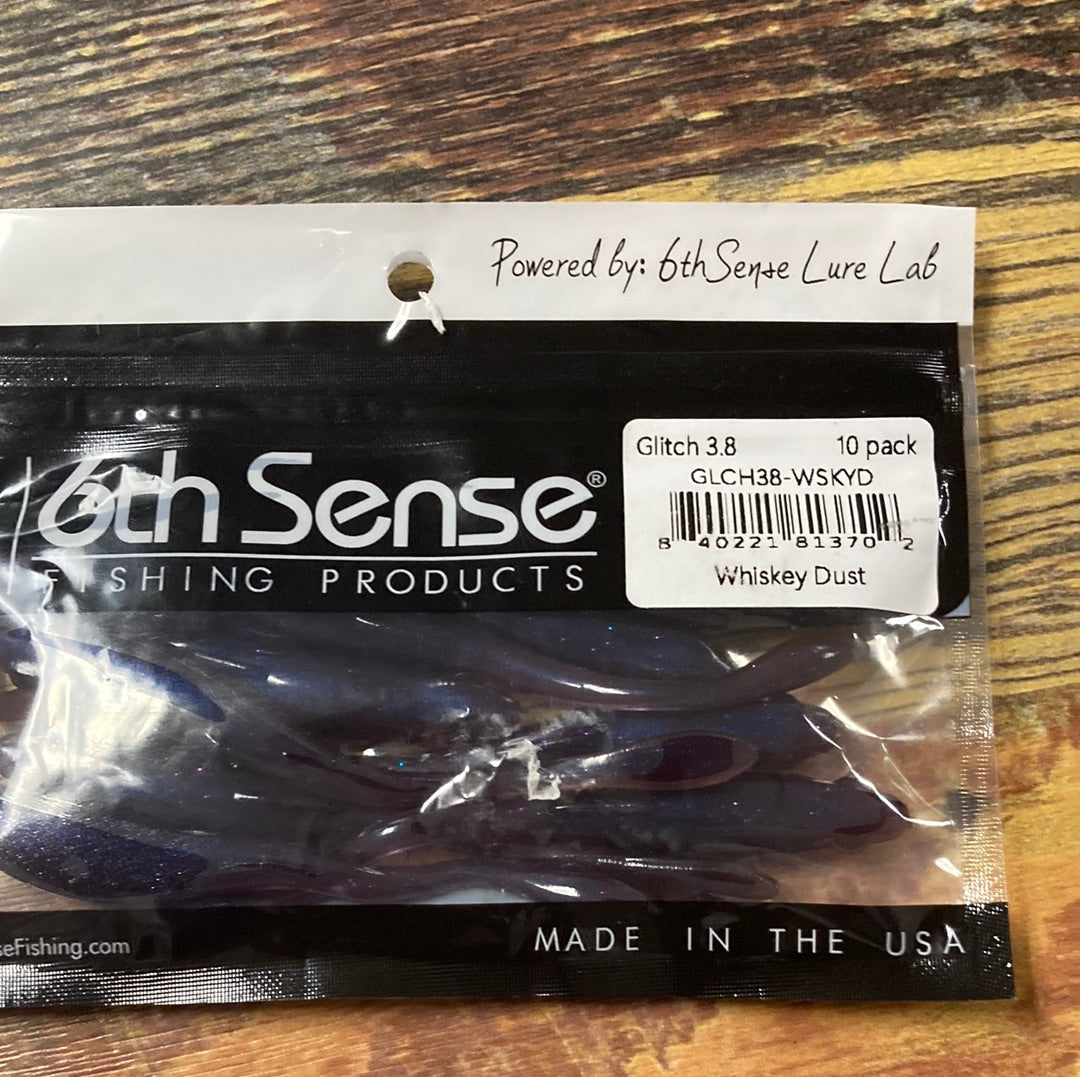 Powered by: 6thSense Lure Lab
6th Sense®
FISHING PRODUCTS
Glitch 3.8 10 pack
GLCH38-WSKYD
8 40221 81370 2
Whiskey Dust
seFishing.com
MADE IN THE USA